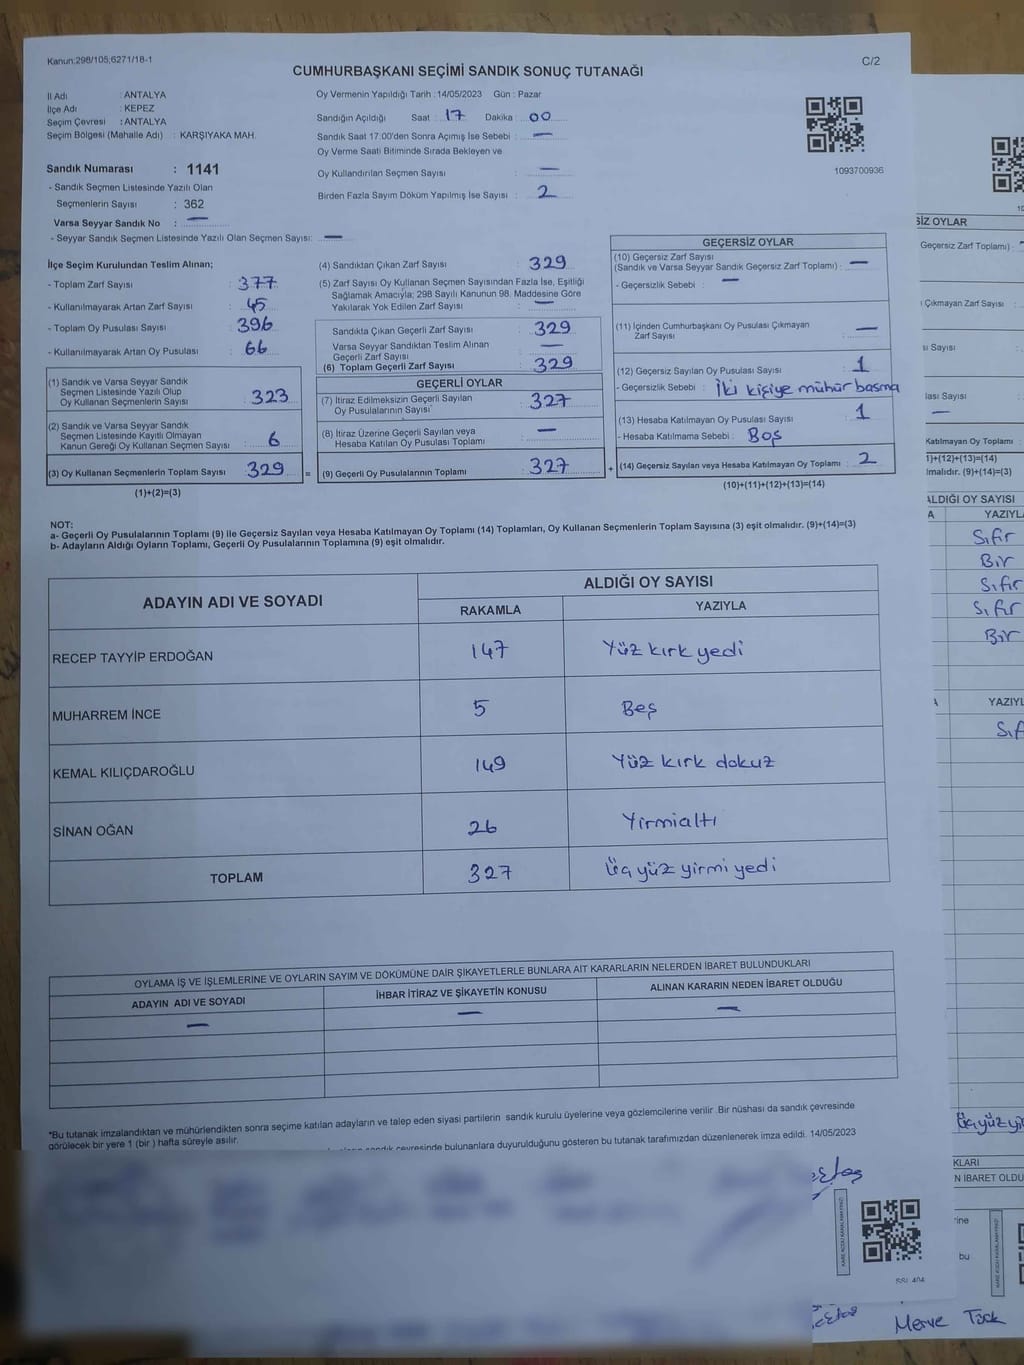 Kanun:298/105;6271/18-1
C/2
CUMHURBAŞKANI SEÇİMİ SANDIK SONUÇ TUTANAĞI
İl Adı : ANTALYA
İlçe Adı : KEPEZ
Seçim Çevresi : ANTALYA
Seçim Bölgesi (Mahalle Adı) : KARŞIYAKA MAH.
Sandık Numarası : 1141
- Sandık Seçmen Listesinde Yazılı Olan
Seçmenlerin Sayısı : 362
Varsa Seyyar Sandık No : —
- Seyyar Sandık Seçmen Listesinde Yazılı Olan Seçmen Sayısı: —
Oy Vermenin Yapıldığı Tarih :14/05/2023 Gün : Pazar
Sandığın Açıldığı Saat : 17 Dakika : 00
Sandık Saat 17.00'den Sonra Açımış İse Sebebi : —
Oy Verme Saati Bitiminde Sırada Bekleyen ve
Oy Kullandırılan Seçmen Sayısı : —
Birden Fazla Sayım Döküm Yapılmış İse Sayısı : 2
1093700936
İlçe Seçim Kurulundan Teslim Alınan;
- Toplam Zarf Sayısı : 377
- Kullanılmayarak Artan Zarf Sayısı : 45
- Toplam Oy Pusulası Sayısı : 396
- Kullanılmayarak Artan Oy Pusulası : 66
(1) Sandık ve Varsa Seyyar Sandık
Seçmen Listesinde Yazılı Olup
Oy Kullanan Seçmenlerin Sayısı : 323
(2) Sandık ve Varsa Seyyar Sandık
Seçmen Listesinde Kayıtlı Olmayan
Kanun Gereği Oy Kullanan Seçmen Sayısı : 6
(3) Oy Kullanan Seçmenlerin Toplam Sayısı : 329
(1)+(2)=(3)
(4) Sandıktan Çıkan Zarf Sayısı : 329
(5) Zarf Sayısı Oy Kullanan Seçmen Sayısından Fazla İse, Eşitliği
Sağlamak Amacıyla; 298 Sayılı Kanunun 98. Maddesine Göre
Yakılarak Yok Edilen Zarf Sayısı : —
Sandıkta Çıkan Geçerli Zarf Sayısı : 329
Varsa Seyyar Sandıktan Teslim Alınan
Geçerli Zarf Sayısı : —
(6) Toplam Geçerli Zarf Sayısı : 329
GEÇERLİ OYLAR
(7) İtiraz Edilmeksizin Geçerli Sayılan
Oy Pusulalarının Sayısı : 327
(8) İtiraz Üzerine Geçerli Sayılan veya
Hesaba Katılan Oy Pusulası Toplamı : —
= (9) Geçerli Oy Pusulalarının Toplamı : 327
GEÇERSİZ OYLAR
(10) Geçersiz Zarf Sayısı
(Sandık ve Varsa Seyyar Sandık Geçersiz Zarf Toplamı) : —
- Geçersizlik Sebebi : —
(11) İçinden Cumhurbaşkanı Oy Pusulası Çıkmayan
Zarf Sayısı : —
(12) Geçersiz Sayılan Oy Pusulası Sayısı : 1
- Geçersizlik Sebebi : İki kişiye mühür basma
(13) Hesaba Katılmayan Oy Pusulası Sayısı : 1
- Hesaba Katılmama Sebebi : Boş
+ (14) Geçersiz Sayılan veya Hesaba Katılmayan Oy Toplamı : 2
(10)+(11)+(12)+(13)=(14)
NOT:
a- Geçerli Oy Pusulalarının Toplamı (9) ile Geçersiz Sayılan veya Hesaba Katılmayan Oy Toplamı (14) Toplamları, Oy Kullanan Seçmenlerin Toplam Sayısına (3) eşit olmalıdır. (9)+(14)=(3)
b- Adayların Aldığı Oyların Toplamı, Geçerli Oy Pusulalarının Toplamına (9) eşit olmalıdır.
ADAYIN ADI VE SOYADI
ALDIĞI OY SAYISI
RAKAMLA YAZIYLA
RECEP TAYYİP ERDOĞAN 147 Yüz kırk yedi
MUHARREM İNCE 5 Beş
KEMAL KILIÇDAROĞLU 149 Yüz kırk dokuz
SİNAN OĞAN 26 Yirmialtı
TOPLAM 327 Üçyüz yirmi yedi
OYLAMA İŞ VE İŞLEMLERİNE VE OYLARIN SAYIM VE DÖKÜMÜNE DAİR ŞİKAYETLERLE BUNLARA AİT KARARLARIN NELERDEN İBARET BULUNDUKLARI
ADAYIN ADI VE SOYADI İHBAR İTİRAZ VE ŞİKAYETİN KONUSU ALINAN KARARIN NEDEN İBARET OLDUĞU
— — —
*Bu tutanak imzalandıktan ve mühürlendikten sonra seçime katılan adayların ve talep eden siyasi partilerin sandık kurulu üyelerine veya gözlemcilerine verilir .Bir nüshası da sandık çevresinde
görülecek bir yere 1 (bir ) hafta süreyle asılır.
çevresinde bulunanlara duyurulduğunu gösteren bu tutanak tarafımızdan düzenlenerek imza edildi. 14/05/2023
SİZ OYLAR
Geçersiz Zarf Toplamı) :
Çıkmayan Zarf Sayısı :
Sayısı :
Sayısı :
—
Katılmayan Oy Toplamı :
1)+(12)+(13)=(14)
(9)+(14)=(3)
ALDIĞI OY SAYISI
A YAZIYLA
Sıfır
Bir
Sıfır
Sıfır
Bir
A
Üçyüz
KLARI
N İBARET OLDU
bu
Merve